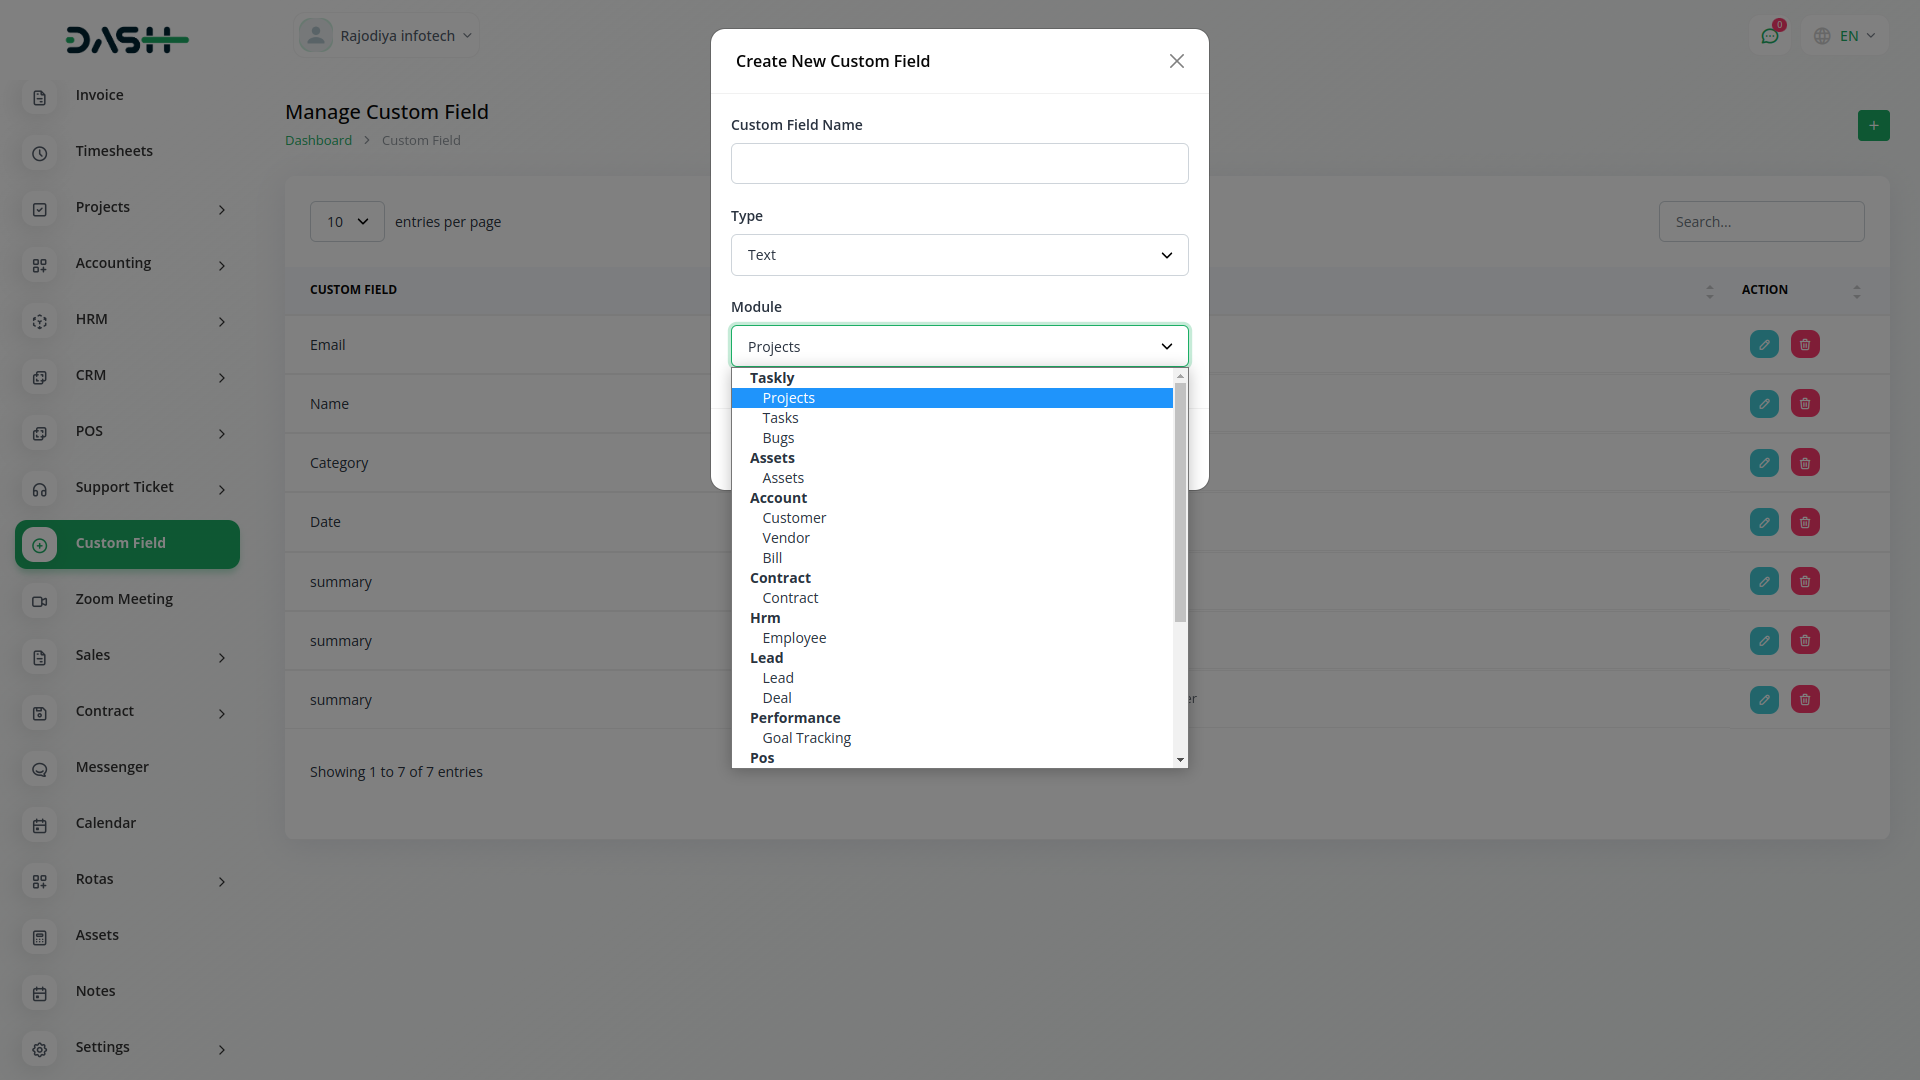 DASH
Rajodiya infotech
0
EN
Invoice
Timesheets
Projects
Accounting
HRM
CRM
POS
Support Ticket
Custom Field
Zoom Meeting
Sales
Contract
Messenger
Calendar
Rotas
Assets
Notes
Settings
Manage Custom Field
Dashboard > Custom Field
+
10 entries per page
Search...
CUSTOM FIELD
ACTION
Email
Name
Category
Date
summary
summary
summary
er
Showing 1 to 7 of 7 entries
Create New Custom Field
Custom Field Name
Type
Text
Module
Projects
Taskly
Projects
Tasks
Bugs
Assets
Assets
Account
Customer
Vendor
Bill
Contract
Contract
Hrm
Employee
Lead
Lead
Deal
Performance
Goal Tracking
Pos